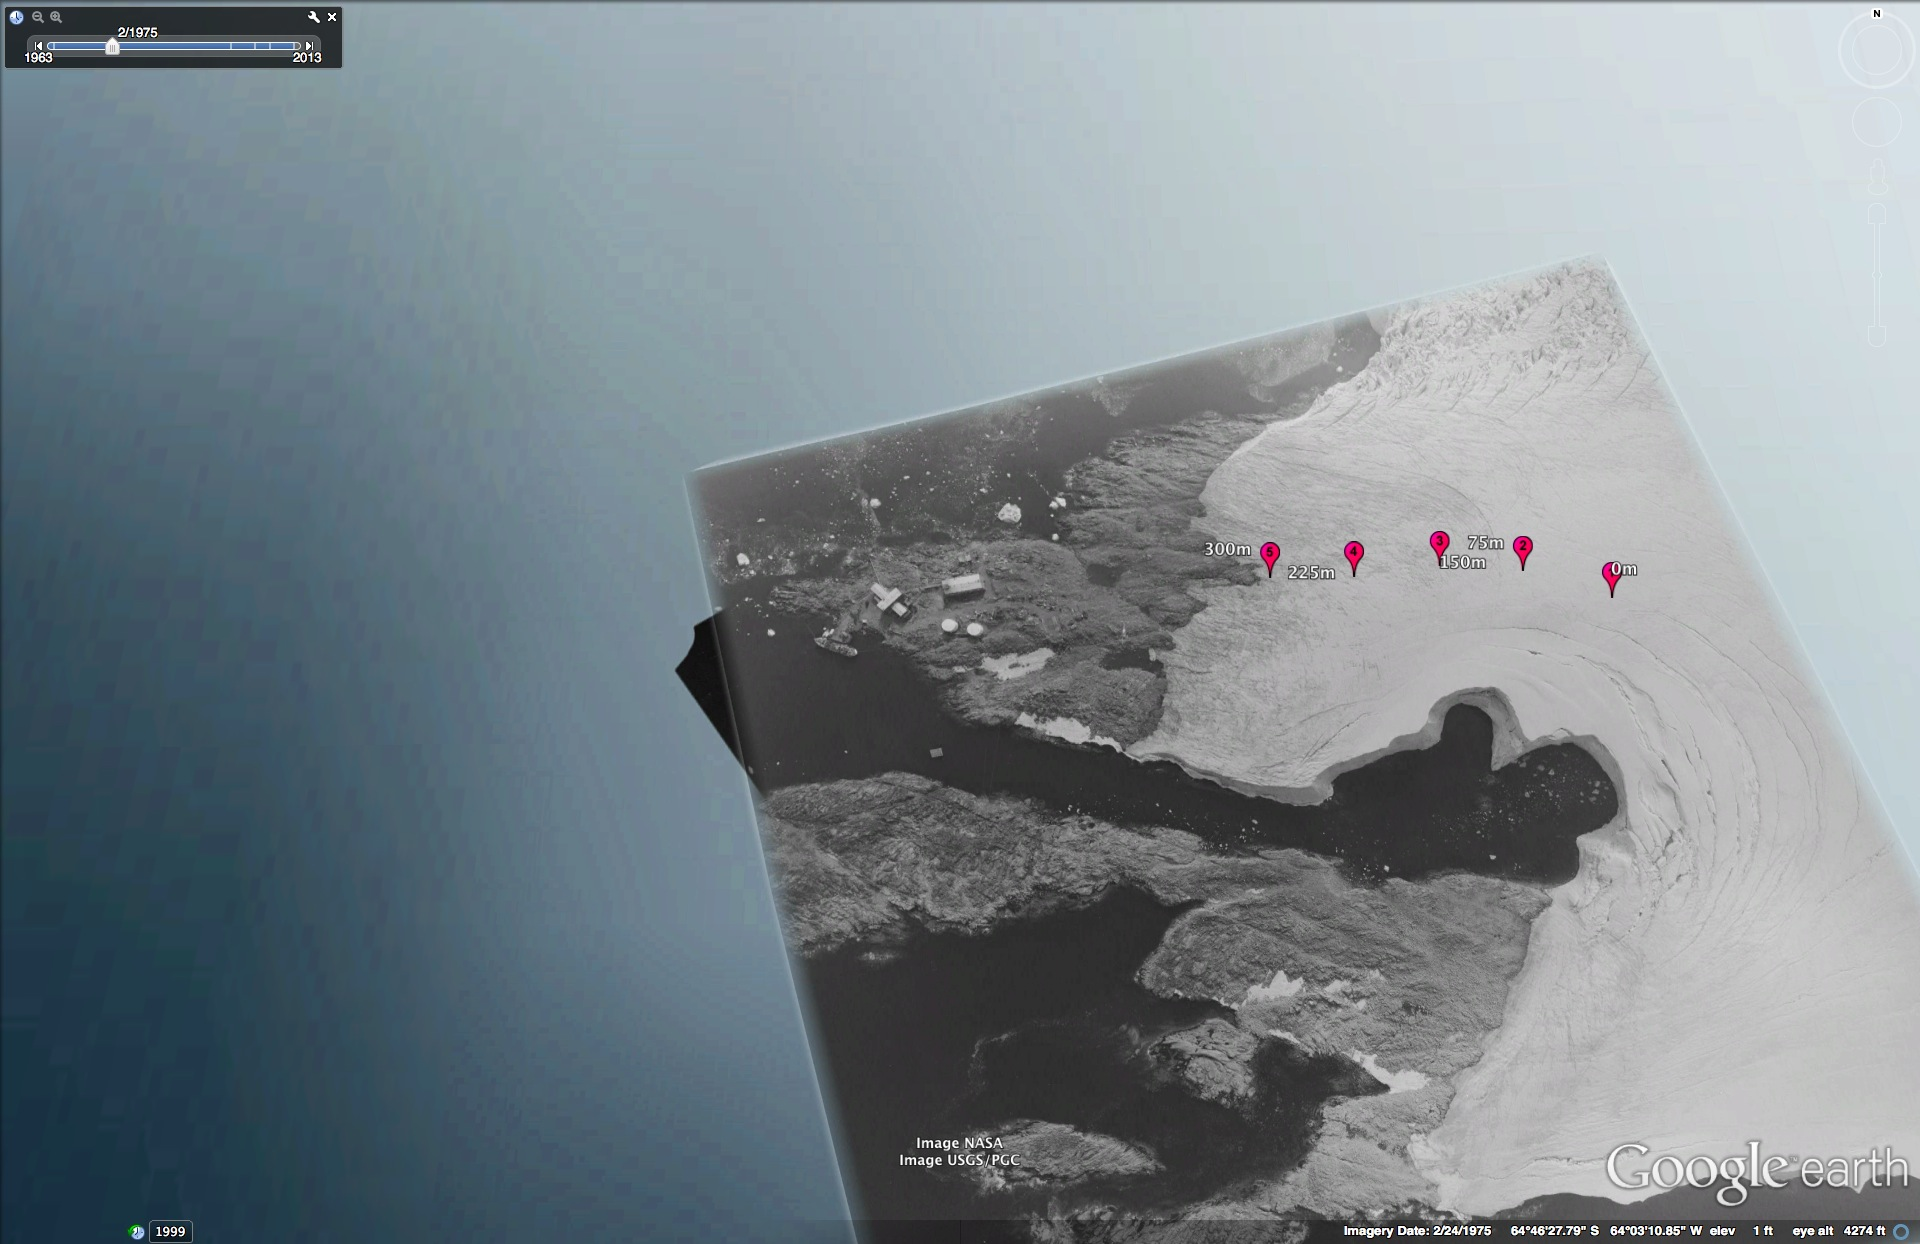 2/1975
1963
2013
N
300m
5
225m
4
3
150m
75m
2
0m
Image NASA
Image USGS/PGC
Google earth
1999
Imagery Date: 2/24/1975 64°46'27.79" S 64°03'10.85" W elev 1 ft eye alt 4274 ft